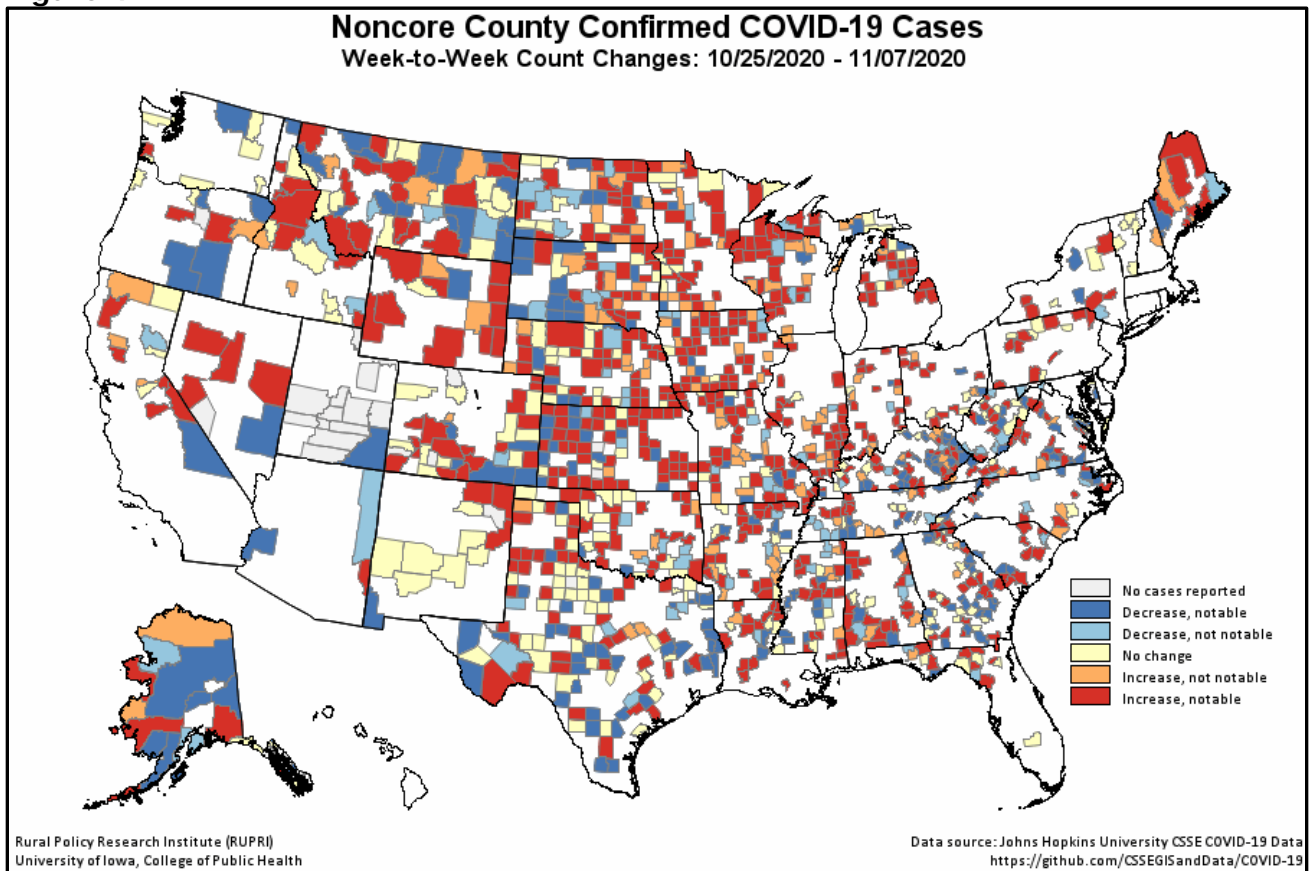 Noncore County Confirmed COVID-19 Cases
Week-to-Week Count Changes: 10/25/2020 - 11/07/2020
No cases reported
Decrease, notable
Decrease, not notable
No change
Increase, not notable
Increase, notable
Rural Policy Research Institute (RUPRI)
University of Iowa, College of Public Health
Data source: Johns Hopkins University CSSE COVID-19 Data
https://github.com/CSSEGISandData/COVID-19